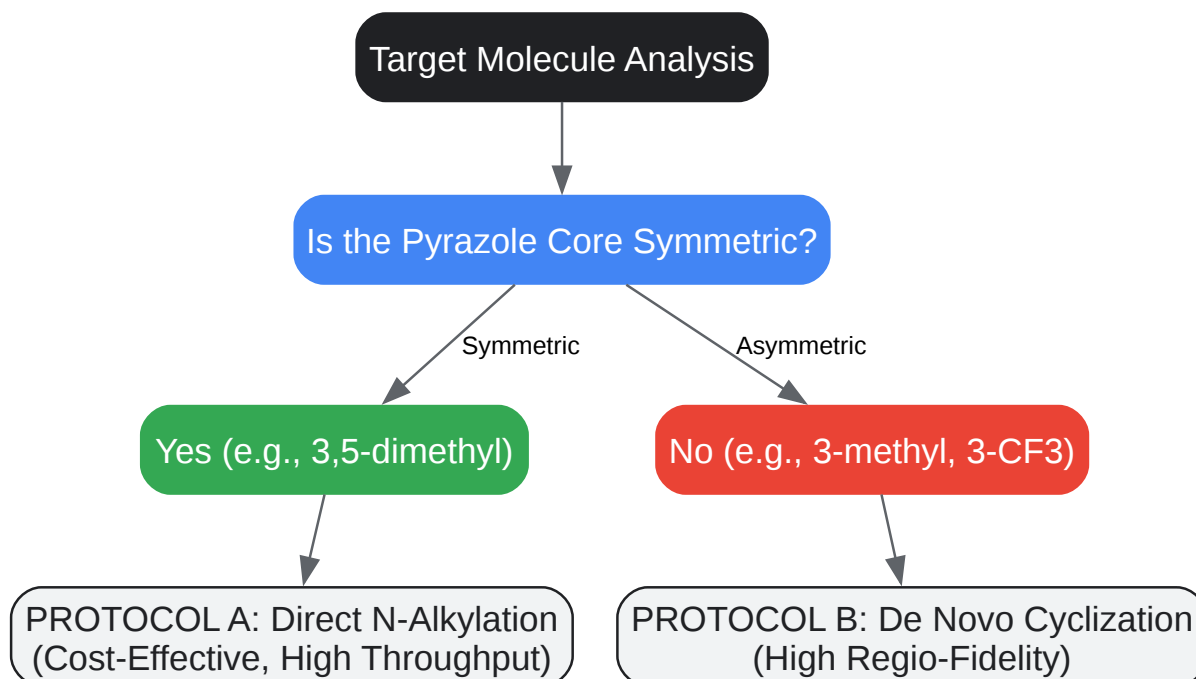 Target Molecule Analysis
Is the Pyrazole Core Symmetric?
Symmetric
Asymmetric
Yes (e.g., 3,5-dimethyl)
No (e.g., 3-methyl, 3-CF3)
PROTOCOL A: Direct N-Alkylation
(Cost-Effective, High Throughput)
PROTOCOL B: De Novo Cyclization
(High Regio-Fidelity)